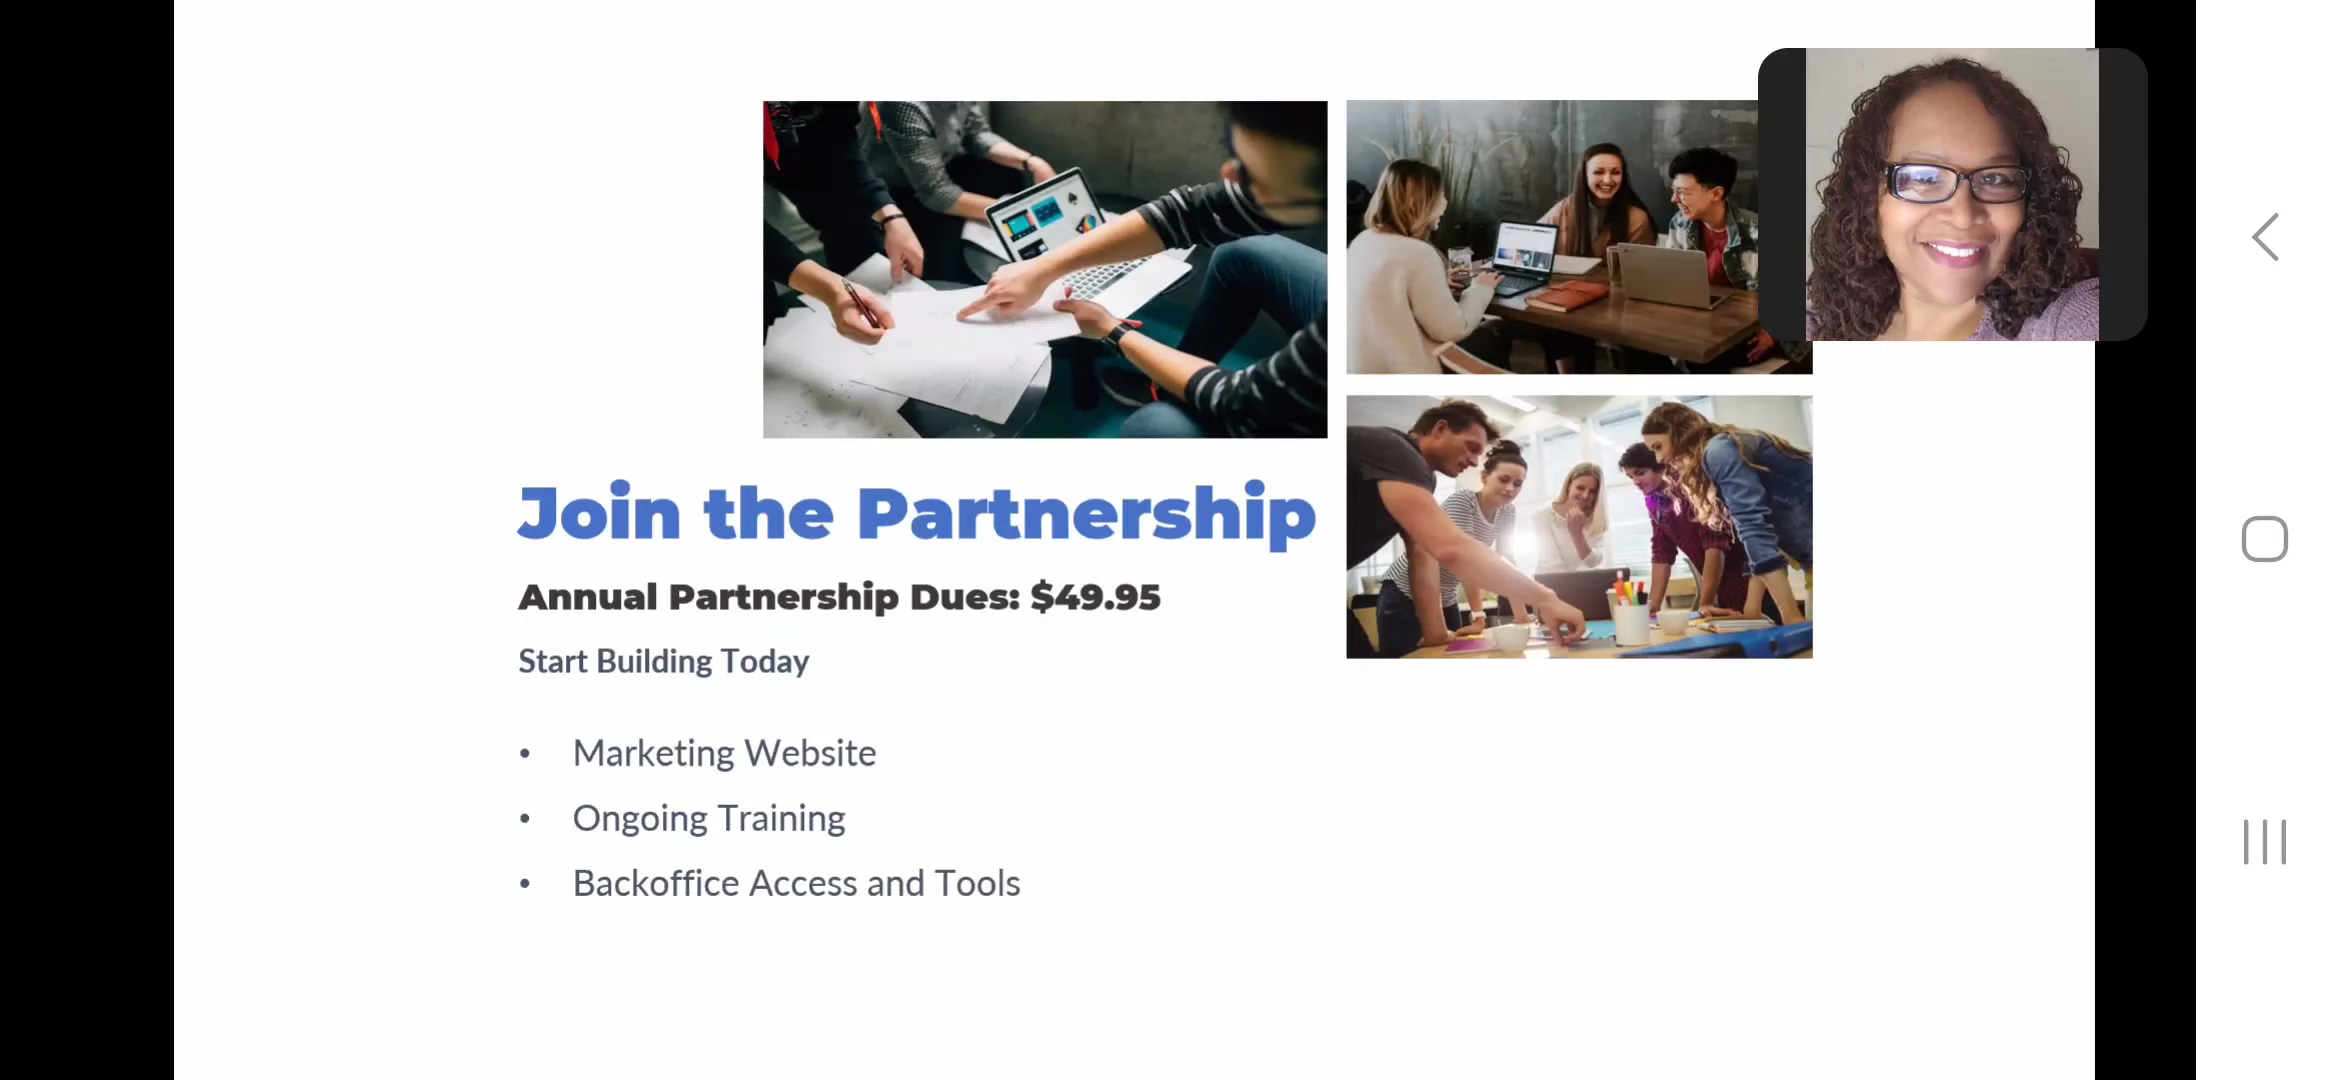 Join the Partnership
Annual Partnership Dues: $49.95
Start Building Today
• Marketing Website
• Ongoing Training
• Backoffice Access and Tools